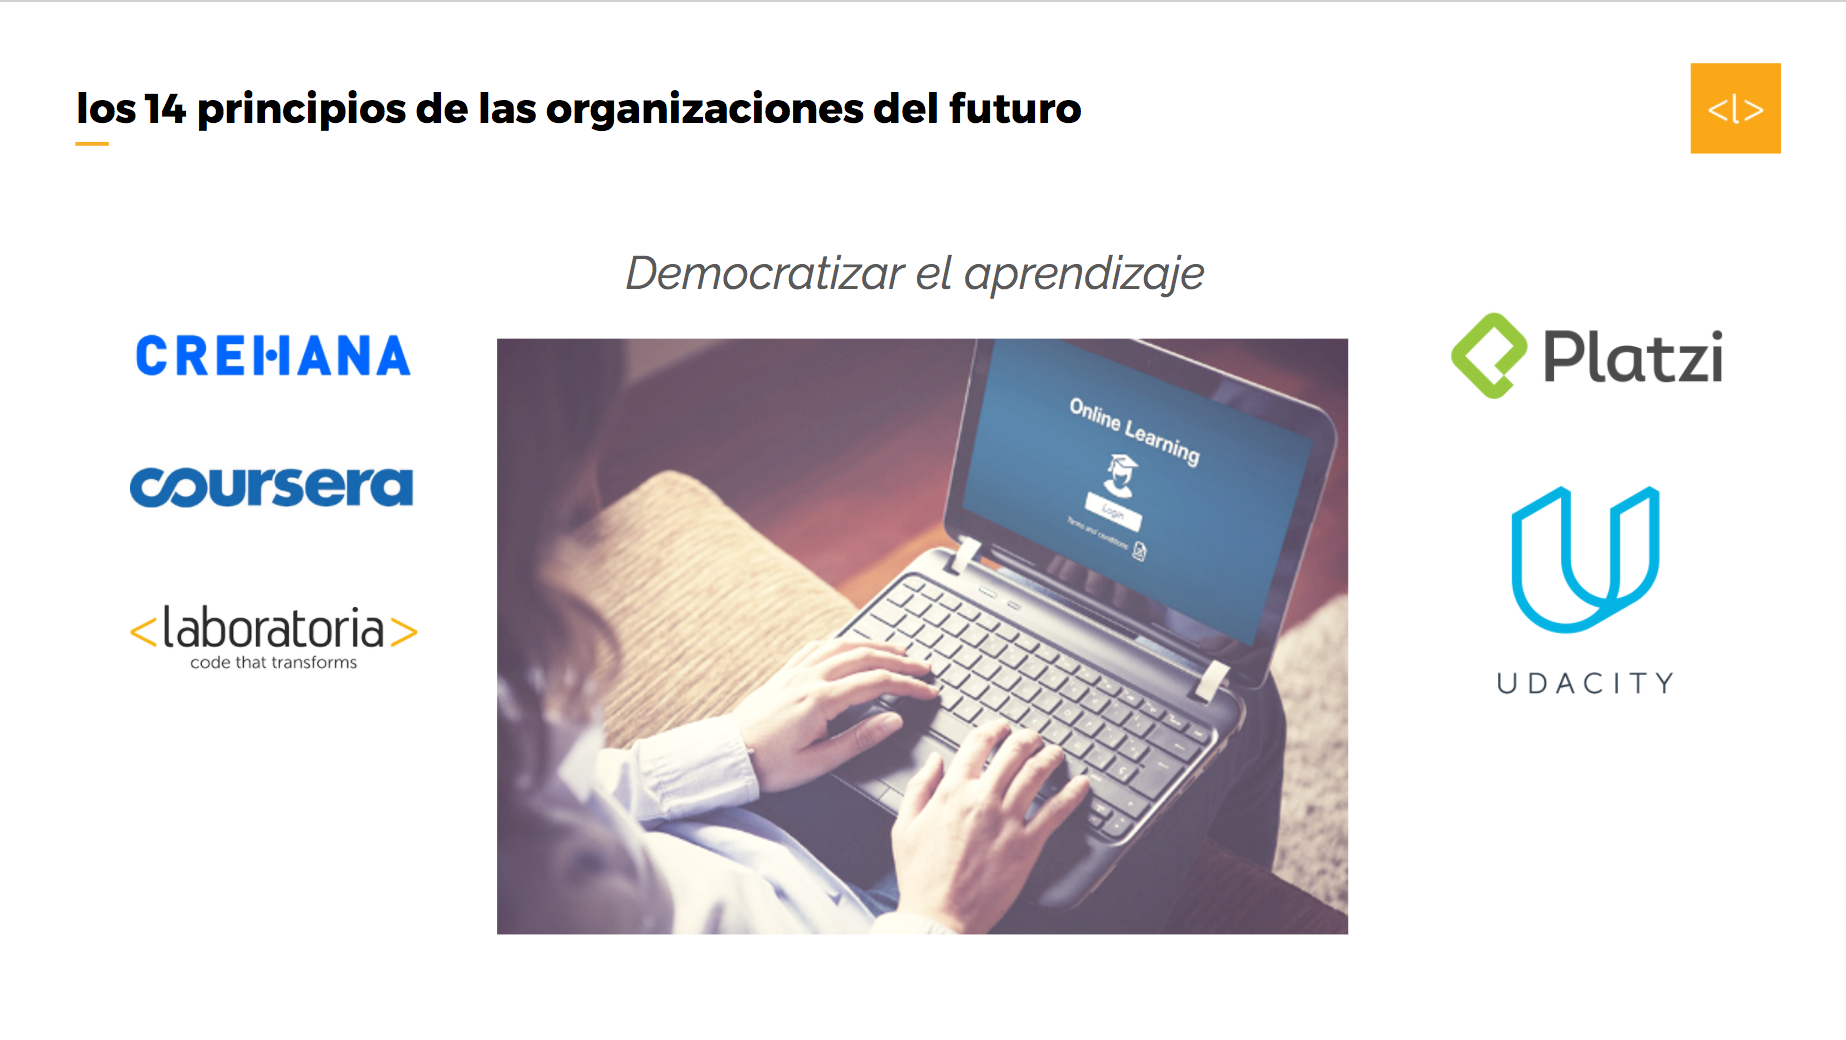 los 14 principios de las organizaciones del futuro
<l>
Democratizar el aprendizaje
CREHANA
coursera
<laboratoria>
code that transforms
Online Learning
Login
Terms and conditions
Platzi
UDACITY